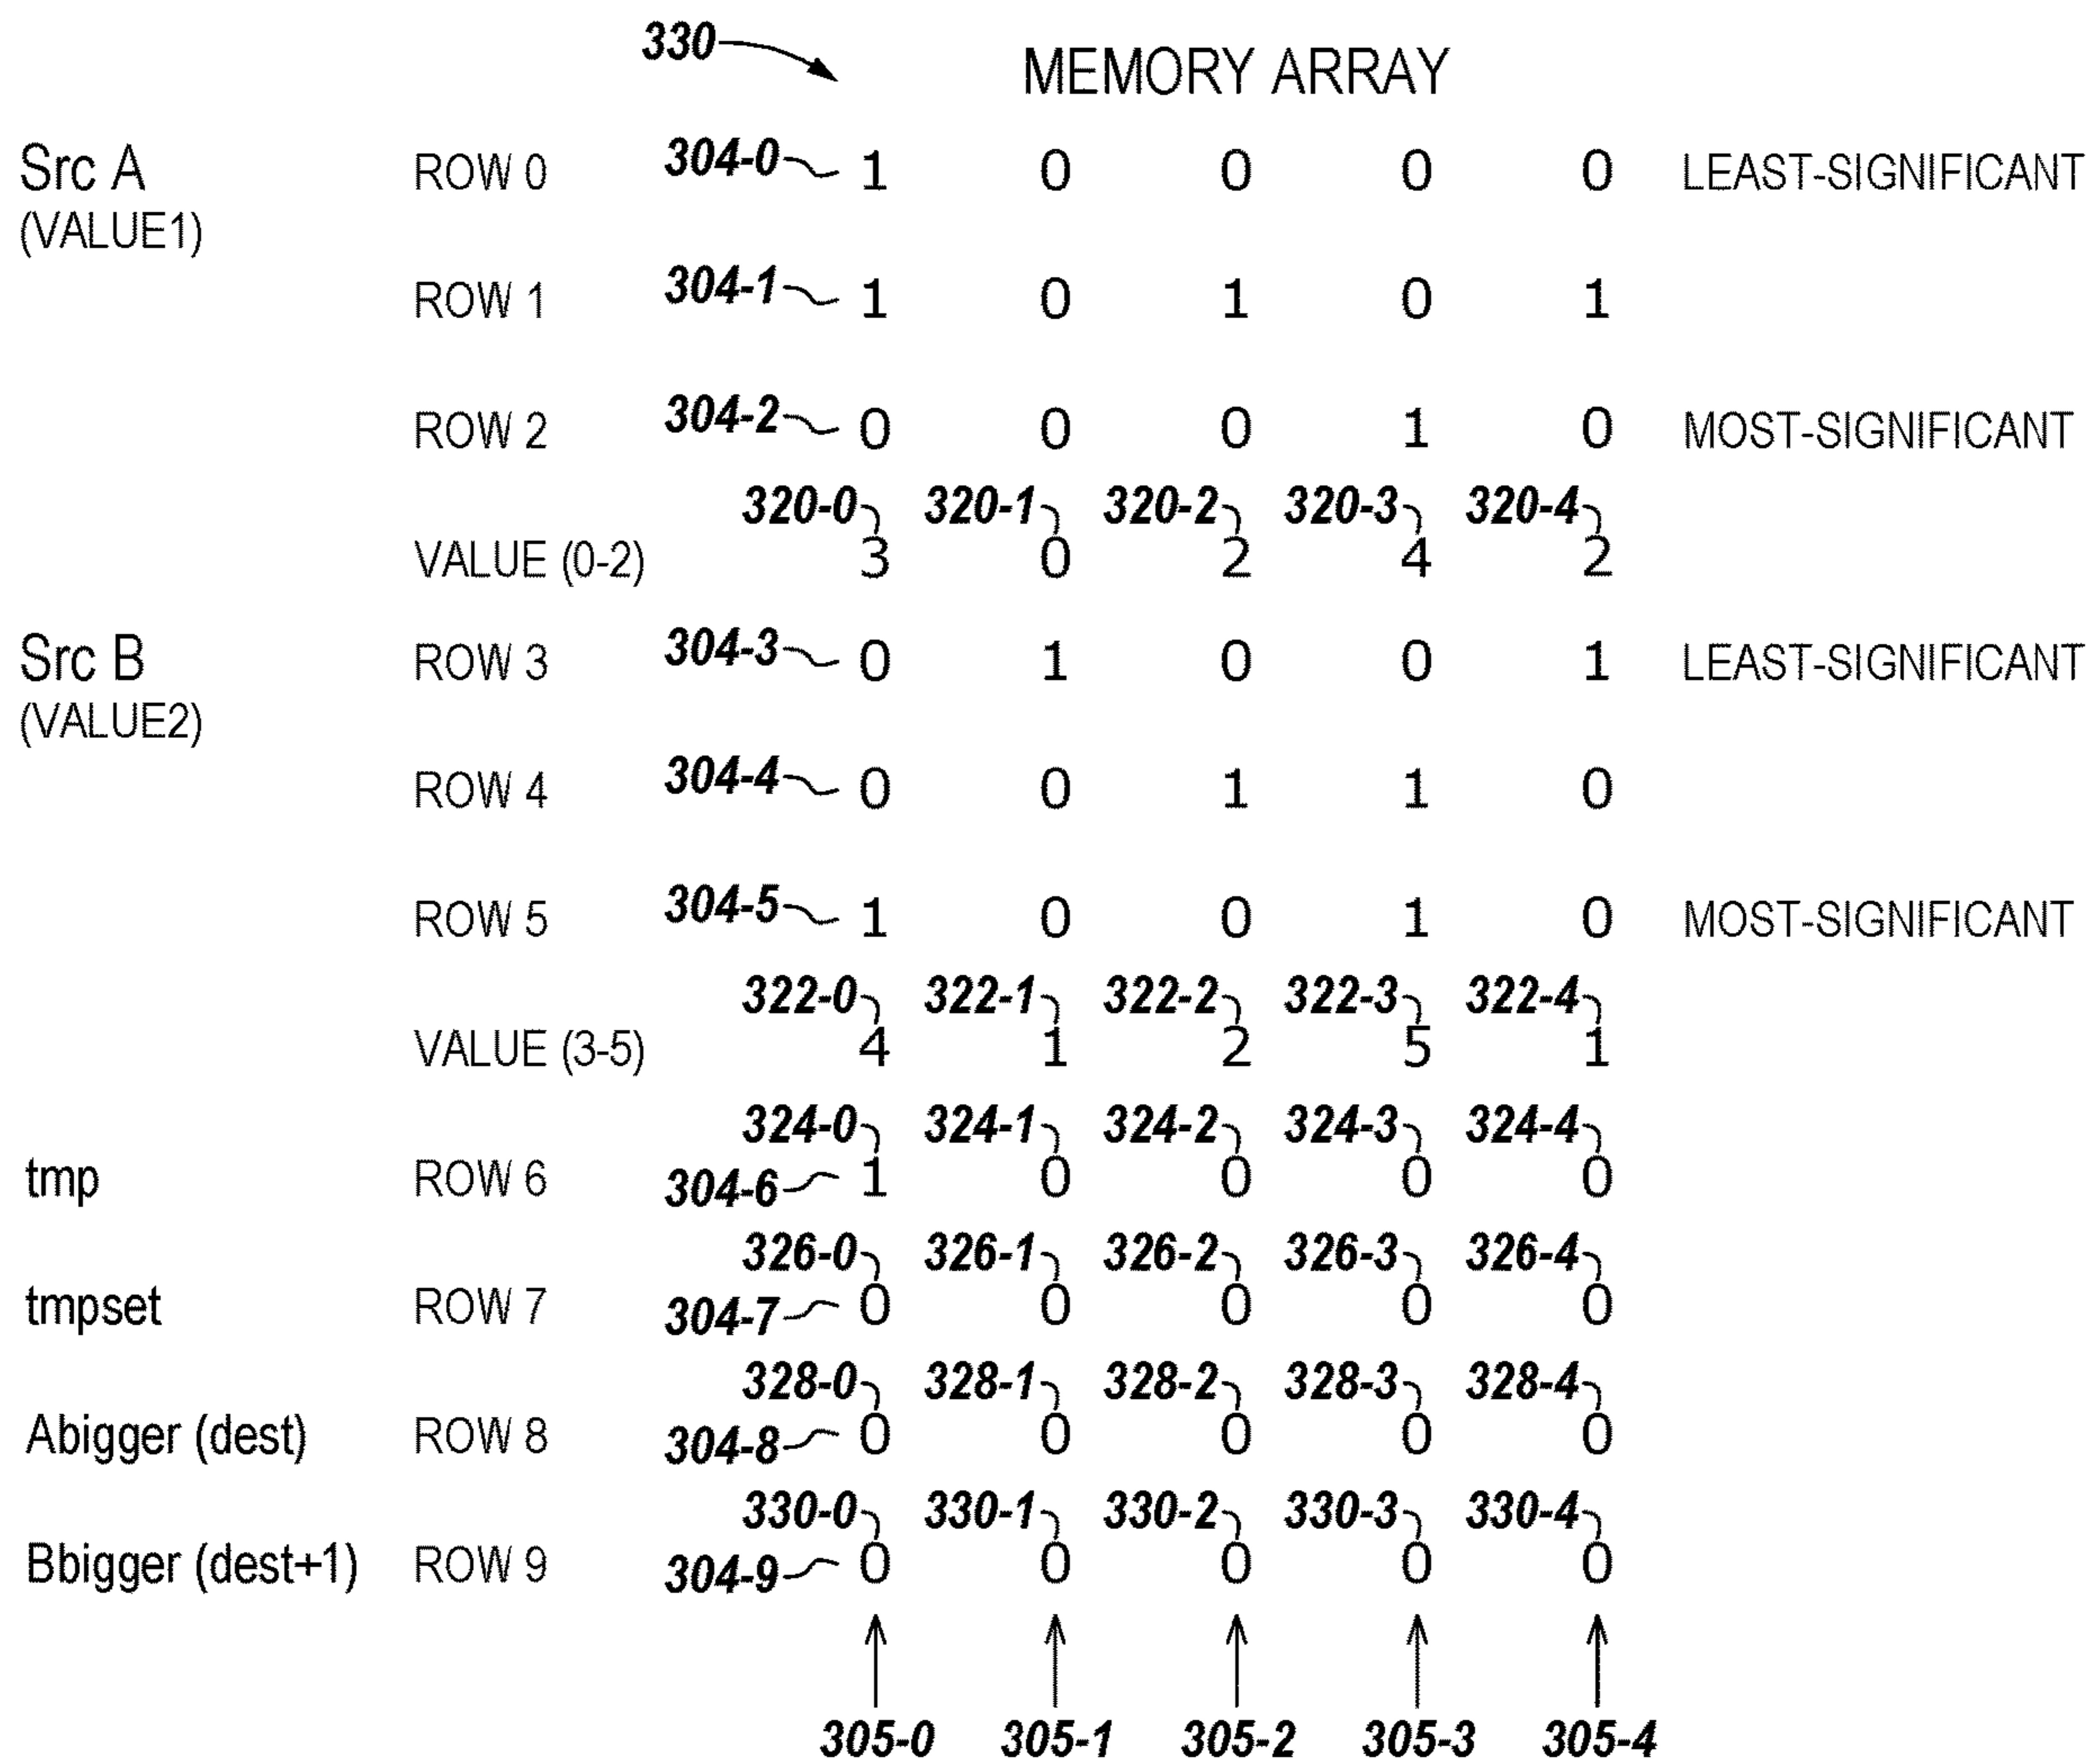 330 MEMORY ARRAY
Src A ROW 0 304-0 1 0 0 0 0 LEAST-SIGNIFICANT
(VALUE1)
ROW 1 304-1 1 0 1 0 1
ROW 2 304-2 0 0 0 1 0 MOST-SIGNIFICANT
320-0 320-1 320-2 320-3 320-4
VALUE (0-2) 3 0 2 4 2
Src B ROW 3 304-3 0 1 0 0 1 LEAST-SIGNIFICANT
(VALUE2)
ROW 4 304-4 0 0 1 1 0
ROW 5 304-5 1 0 0 1 0 MOST-SIGNIFICANT
322-0 322-1 322-2 322-3 322-4
VALUE (3-5) 4 1 2 5 1
324-0 324-1 324-2 324-3 324-4
tmp ROW 6 304-6 1 0 0 0 0
326-0 326-1 326-2 326-3 326-4
tmpset ROW 7 304-7 0 0 0 0 0
328-0 328-1 328-2 328-3 328-4
Abigger (dest) ROW 8 304-8 0 0 0 0 0
330-0 330-1 330-2 330-3 330-4
Bbigger (dest+1) ROW 9 304-9 0 0 0 0 0
305-0 305-1 305-2 305-3 305-4